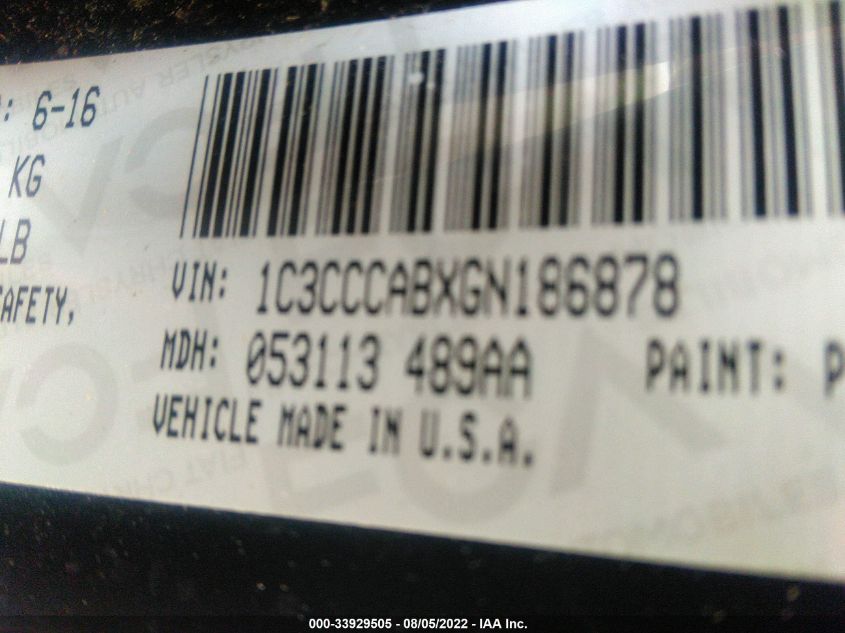 : 6-16
KG
LB
SAFETY,
VIN: 1C3CCCABXGN186878
MDH: 053113 489AA PAINT: P
VEHICLE MADE IN U.S.A.
000-33929505 - 08/05/2022 - IAA Inc.